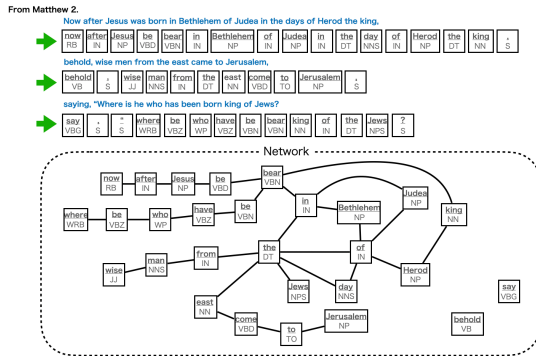 From Matthew 2.
Now after Jesus was born in Bethlehem of Judea in the days of Herod the king,
now after Jesus be bear in Bethlehem of Judea in the day of Herod the king ,
RB IN NP VBD VBN IN NP IN NP IN DT NNS IN NP DT NN S
behold, wise men from the east came to Jerusalem,
behold , wise man from the east come to Jerusalem ,
VB S JJ NNS IN DT NN VBD TO NP S
saying, “Where is he who has been born king of Jews?
say , “ where be who have be bear king of the Jews ?
VBG S S WRB VBZ WP VBZ VBN VBN NN IN DT NPS S
Network
bear
VBN
now
RB
after
IN
Jesus
NP
be
VBD
Judea
NP
in
IN
Bethlehem
NP
king
NN
where
WRB
be
VBZ
who
WP
have
VBZ
be
VBN
the
DT
of
IN
wise
JJ
man
NNS
from
IN
Herod
NP
Jews
NPS
day
NNS
say
VBG
east
NN
come
VBD
to
TO
Jerusalem
NP
behold
VB